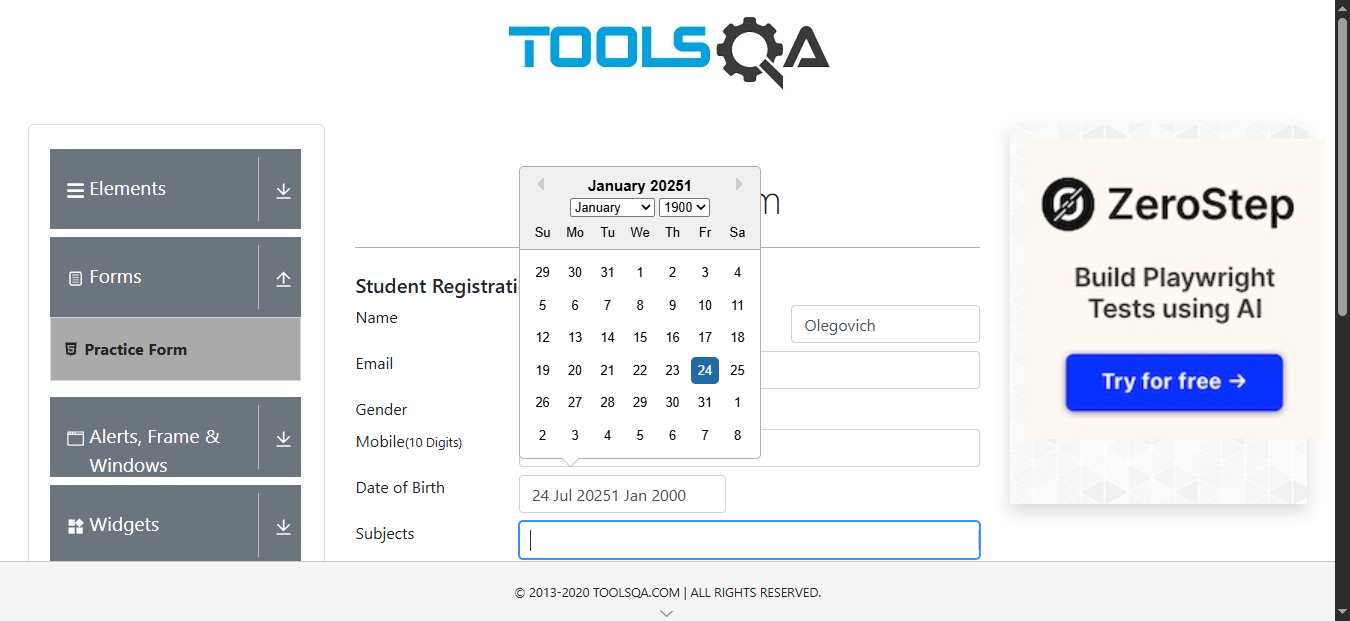 TOOLSQA
Elements
Forms
Practice Form
Alerts, Frame &
Windows
Widgets
m
Student Registrati
Name
Olegovich
Email
Gender
Mobile(10 Digits)
Date of Birth
24 Jul 20251 Jan 2000
Subjects
January 20251
January 1900
Su Mo Tu We Th Fr Sa
29 30 31 1 2 3 4
5 6 7 8 9 10 11
12 13 14 15 16 17 18
19 20 21 22 23 24 25
26 27 28 29 30 31 1
2 3 4 5 6 7 8
ZeroStep
Build Playwright
Tests using AI
Try for free →
© 2013-2020 TOOLSQA.COM | ALL RIGHTS RESERVED.